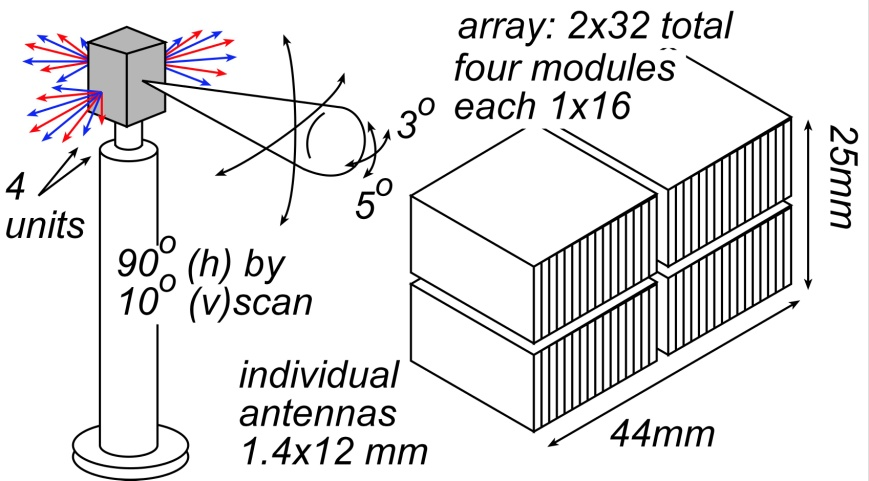 array: 2x32 total
four modules
each 1x16
3o
5o
25mm
4
units
90o (h) by
10o (v)scan
individual
antennas
1.4x12 mm
44mm